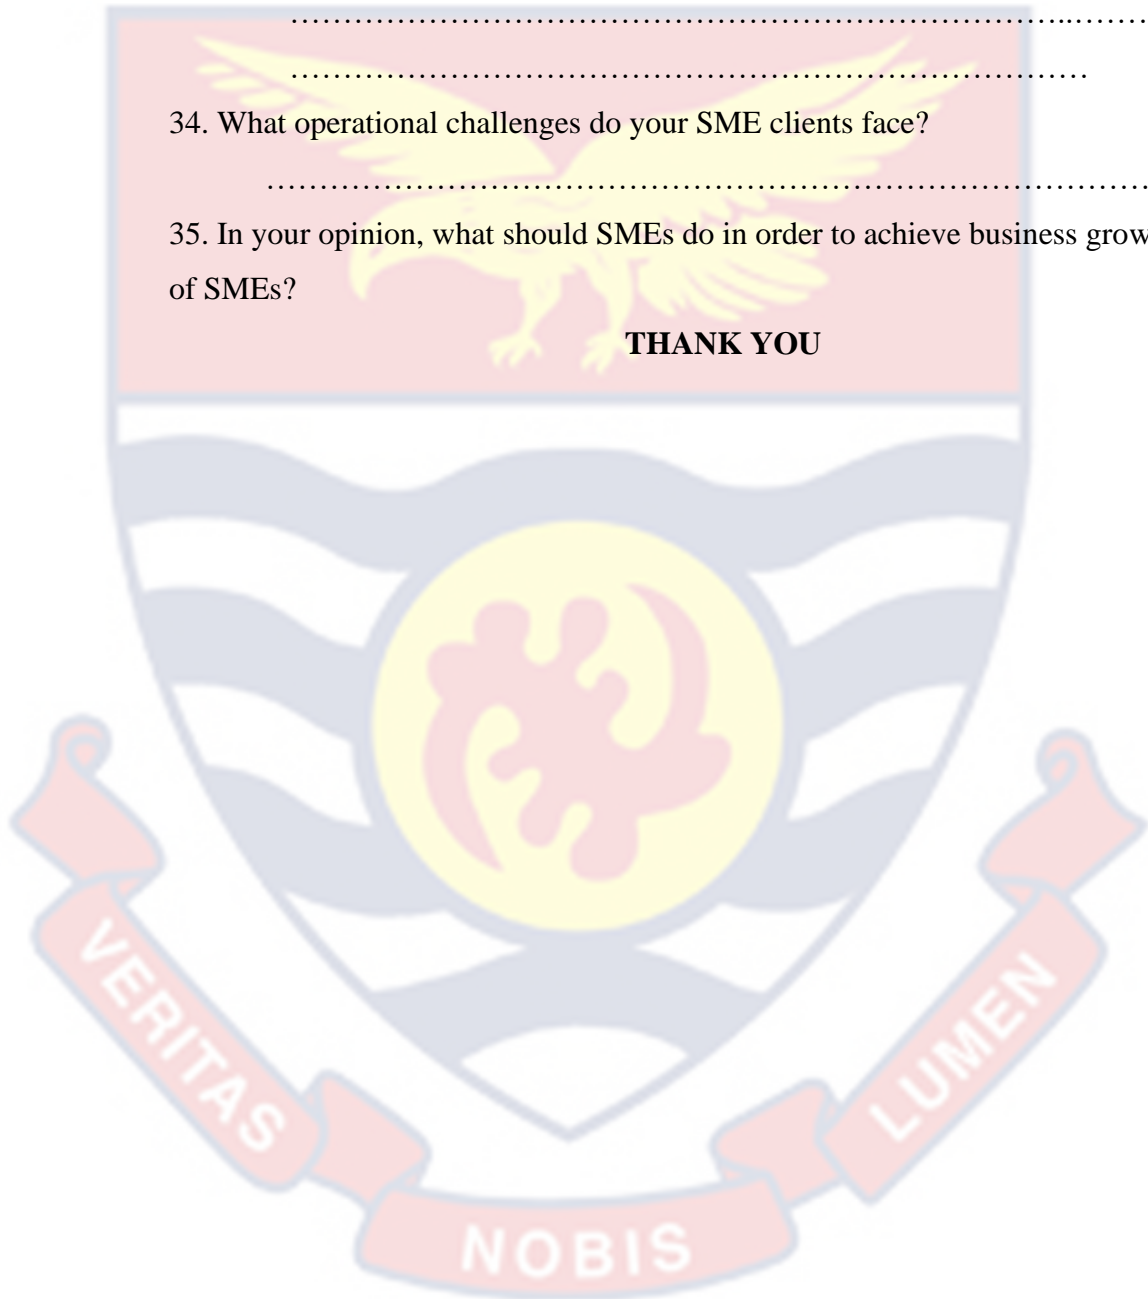 ……………………………………………………………………..………
……………………………………………………………………
34. What operational challenges do your SME clients face?
……………………………………………………………………………
35. In your opinion, what should SMEs do in order to achieve business grow
of SMEs?
THANK YOU
VERITAS
NOBIS
LUMEN